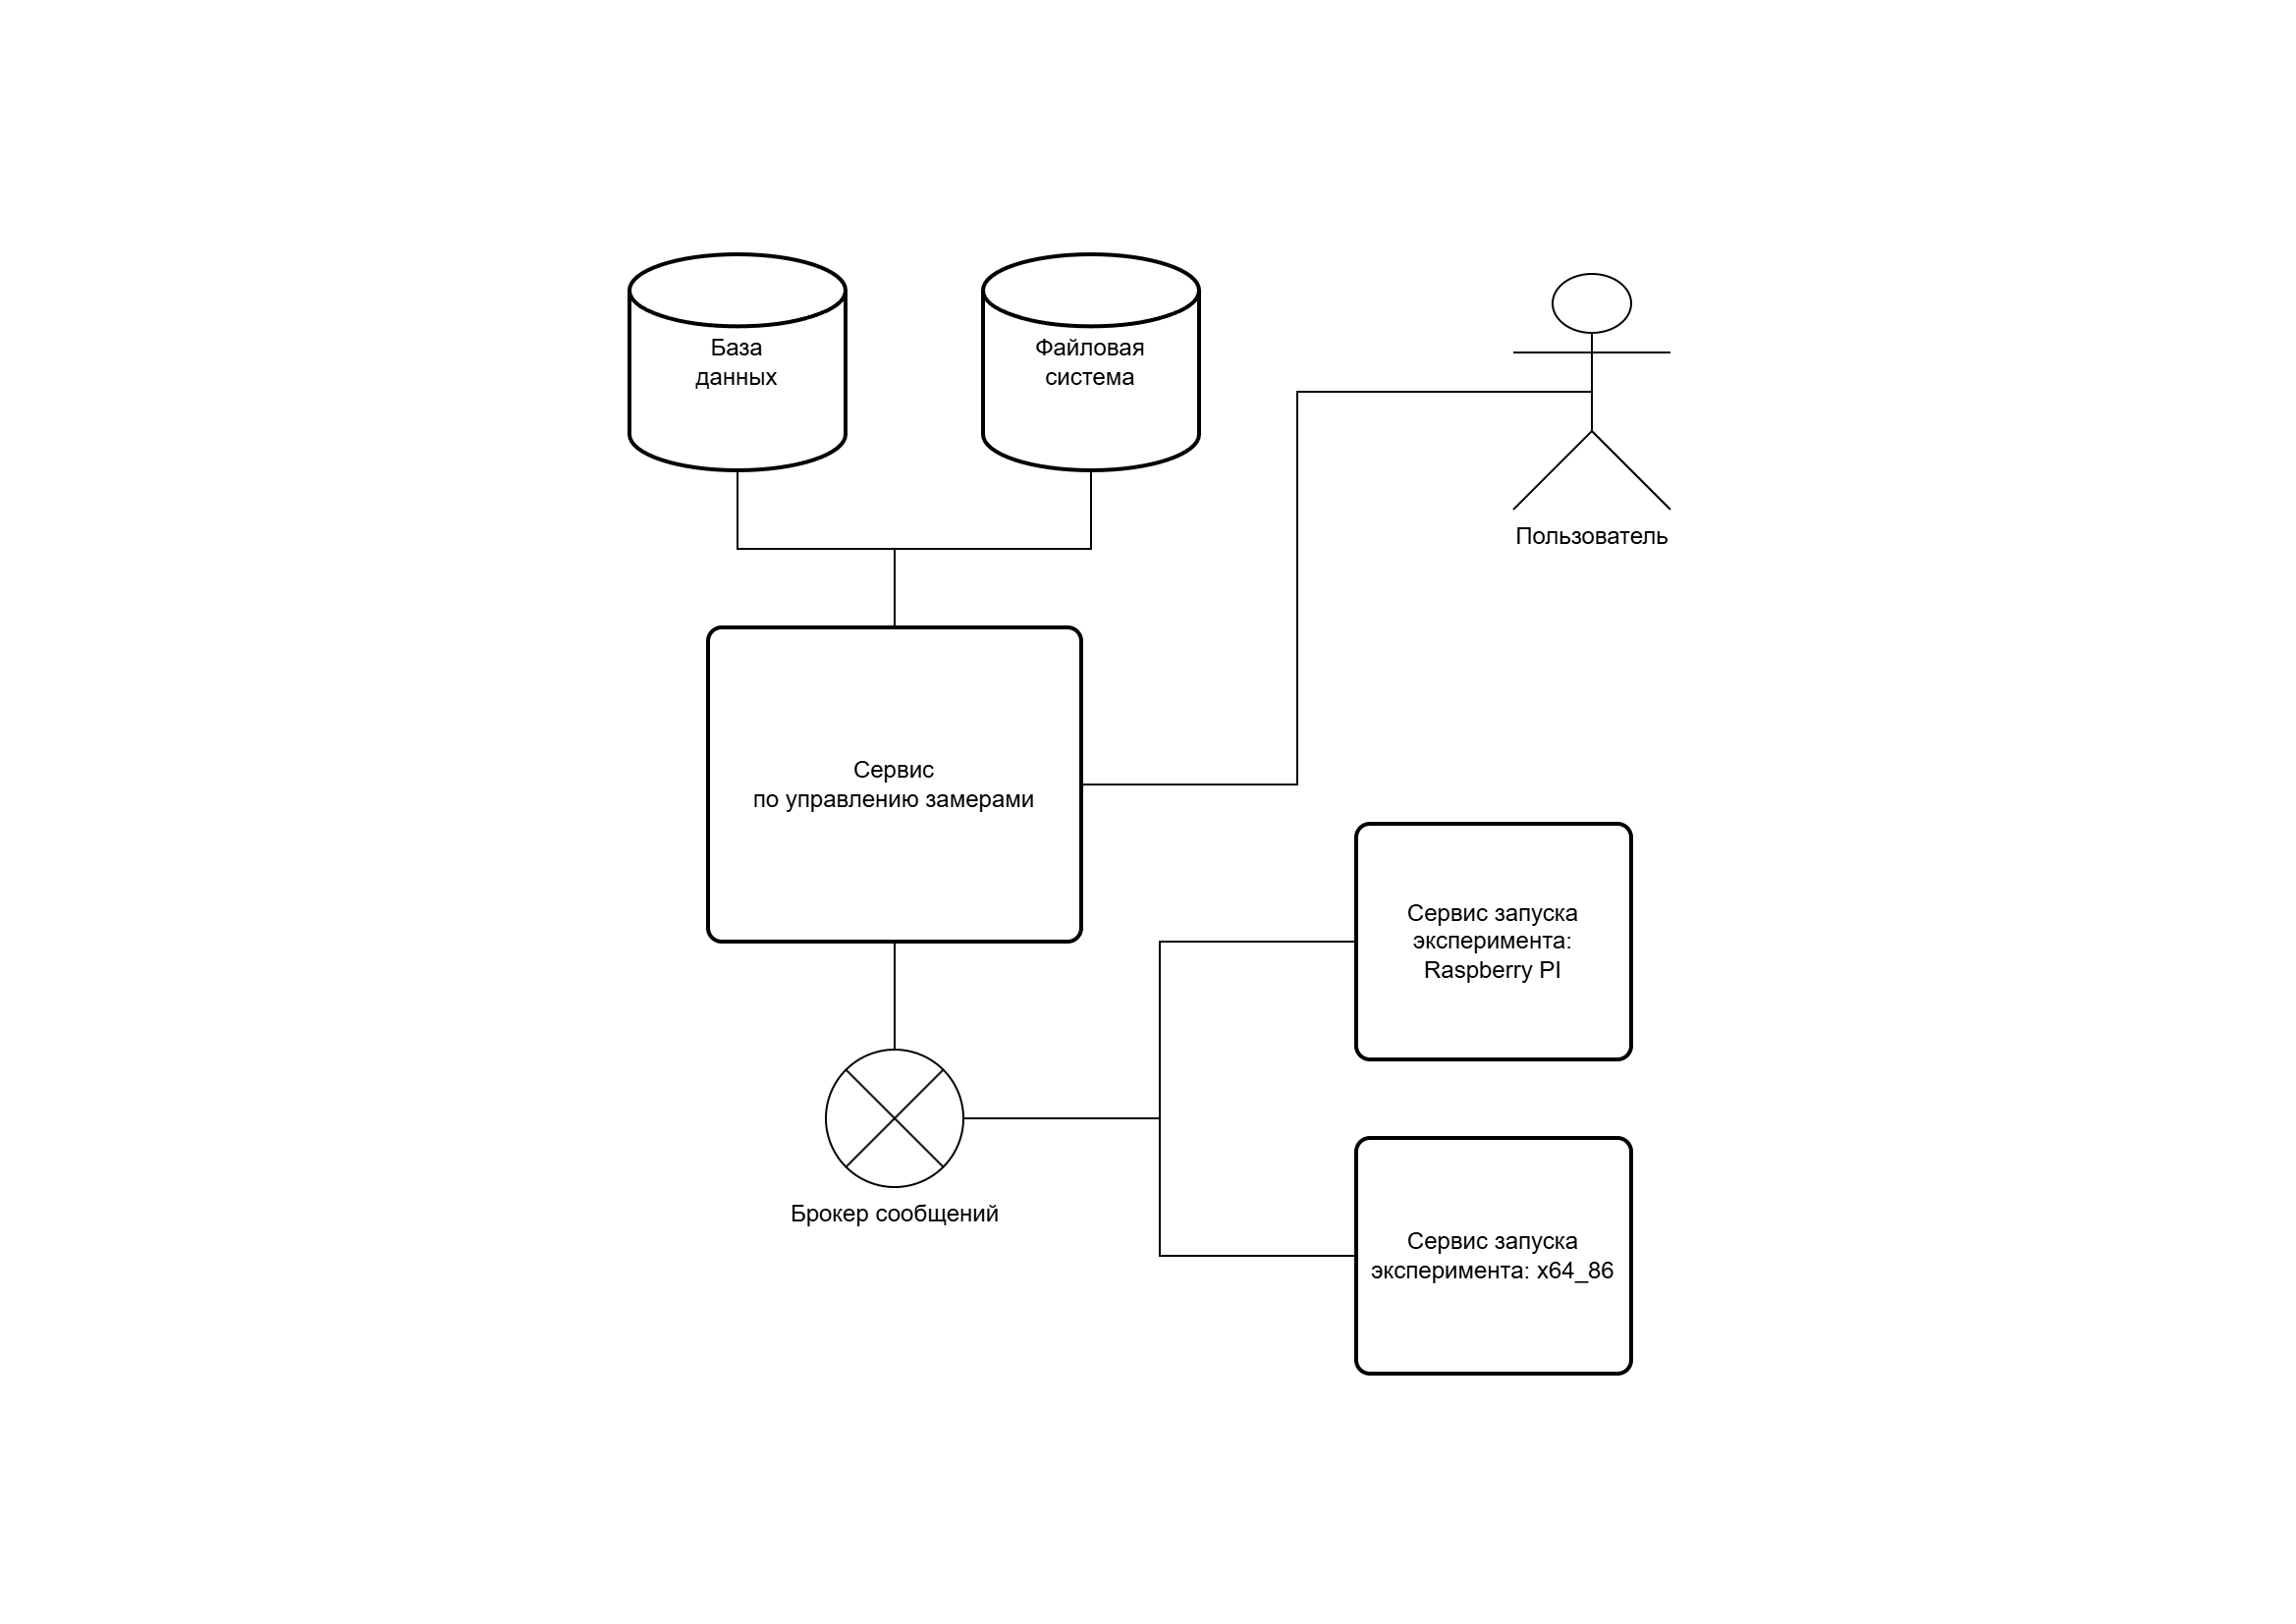 База
данных
Файловая
система
Пользователь
Сервис
по управлению замерами
Сервис запуска
эксперимента:
Raspberry PI
Брокер сообщений
Сервис запуска
эксперимента: x64_86